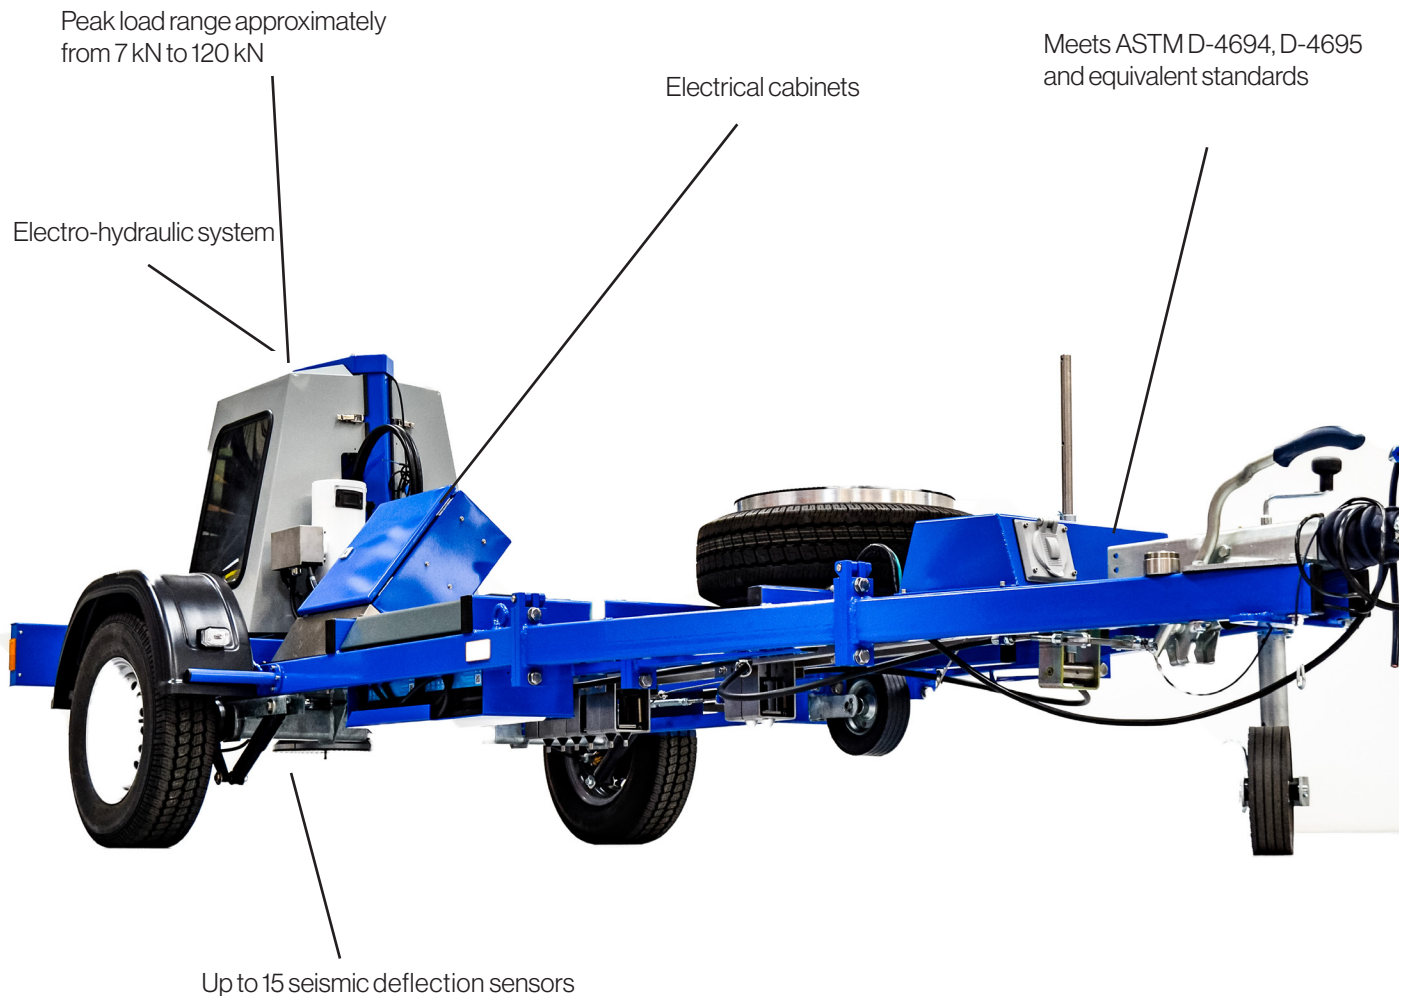 Peak load range approximately
from 7 kN to 120 kN
Meets ASTM D-4694, D-4695
and equivalent standards
Electrical cabinets
Electro-hydraulic system
Up to 15 seismic deflection sensors